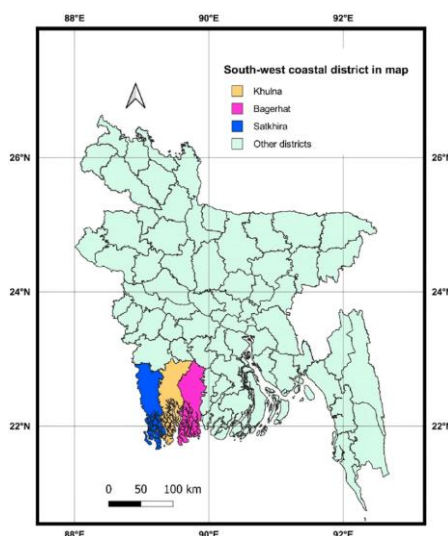 88°E 90°E 92°E
South-west coastal district in map
Khulna
Bagerhat
Satkhira
Other districts
26°N 26°N
24°N 24°N
22°N 22°N
0 50 100 km
88°E 90°E 92°E